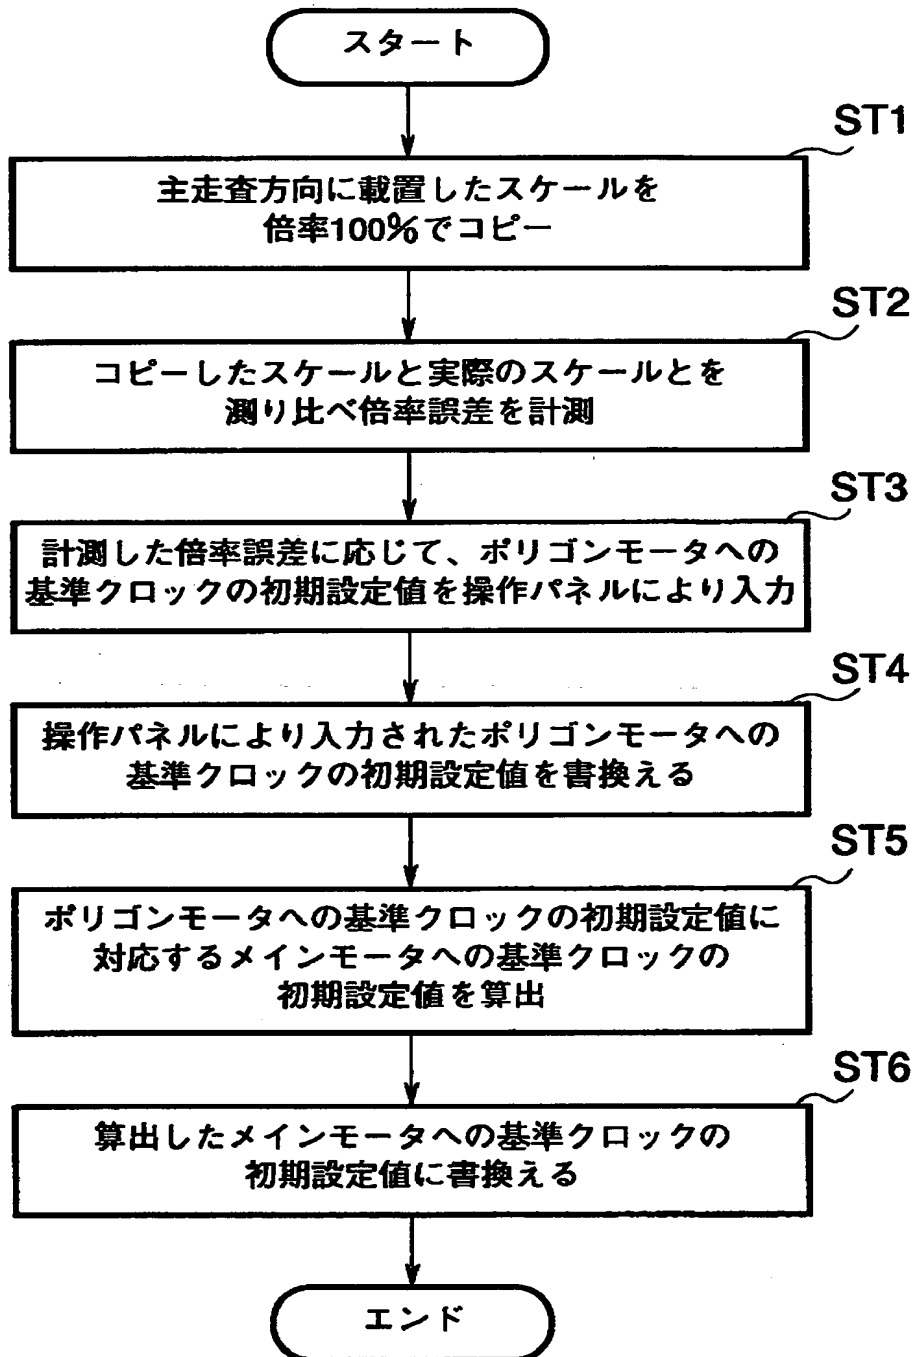 スタート
ST1
主走査方向に載置したスケールを
倍率100%でコピー
ST2
コピーしたスケールと実際のスケールとを
測り比べ倍率誤差を計測
ST3
計測した倍率誤差に応じて、ポリゴンモータへの
基準クロックの初期設定値を操作パネルにより入力
ST4
操作パネルにより入力されたポリゴンモータへの
基準クロックの初期設定値を書換える
ST5
ポリゴンモータへの基準クロックの初期設定値に
対応するメインモータへの基準クロックの
初期設定値を算出
ST6
算出したメインモータへの基準クロックの
初期設定値に書換える
エンド